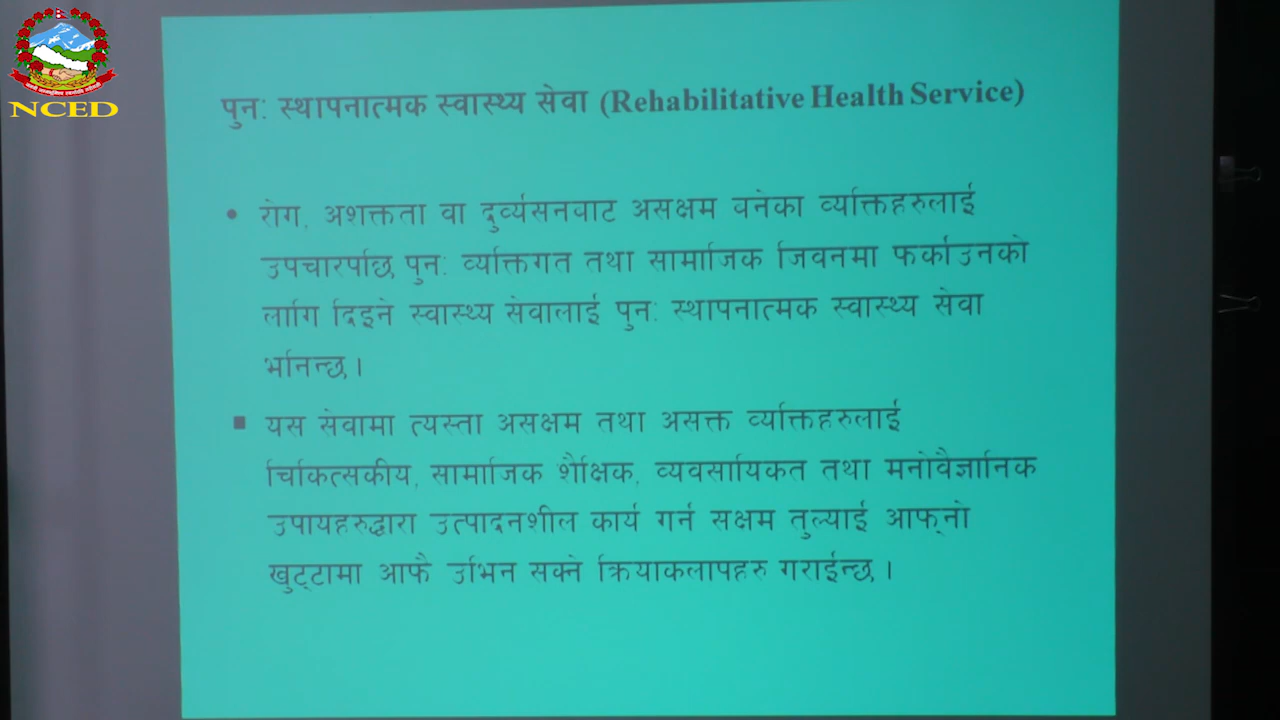 NCED
पुन: स्थापनात्मक स्वास्थ्य सेवा (Rehabilitative Health Service)
• रोग, अशक्तता वा दुर्व्यसनवाट असक्षम वनेका व्यक्तिहरुलाई
उपचारपछि पुन: व्यक्तिगत तथा सामाजिक जिवनमा फर्काउनको
लागि दिइने स्वास्थ्य सेवालाई पुन: स्थापनात्मक स्वास्थ्य सेवा
भनिन्छ ।
▪ यस सेवामा त्यस्ता असक्षम तथा असक्त व्यक्तिहरुलाई
चिकित्सकीय, सामाजिक शैक्षिक, व्यवसायिकत तथा मनोवैज्ञानिक
उपायहरुद्धारा उत्पादनशील कार्य गर्न सक्षम तुल्याई आफ्नो
खुट्टामा आफै उभिन सक्ने क्रियाकलापहरु गराईन्छ ।